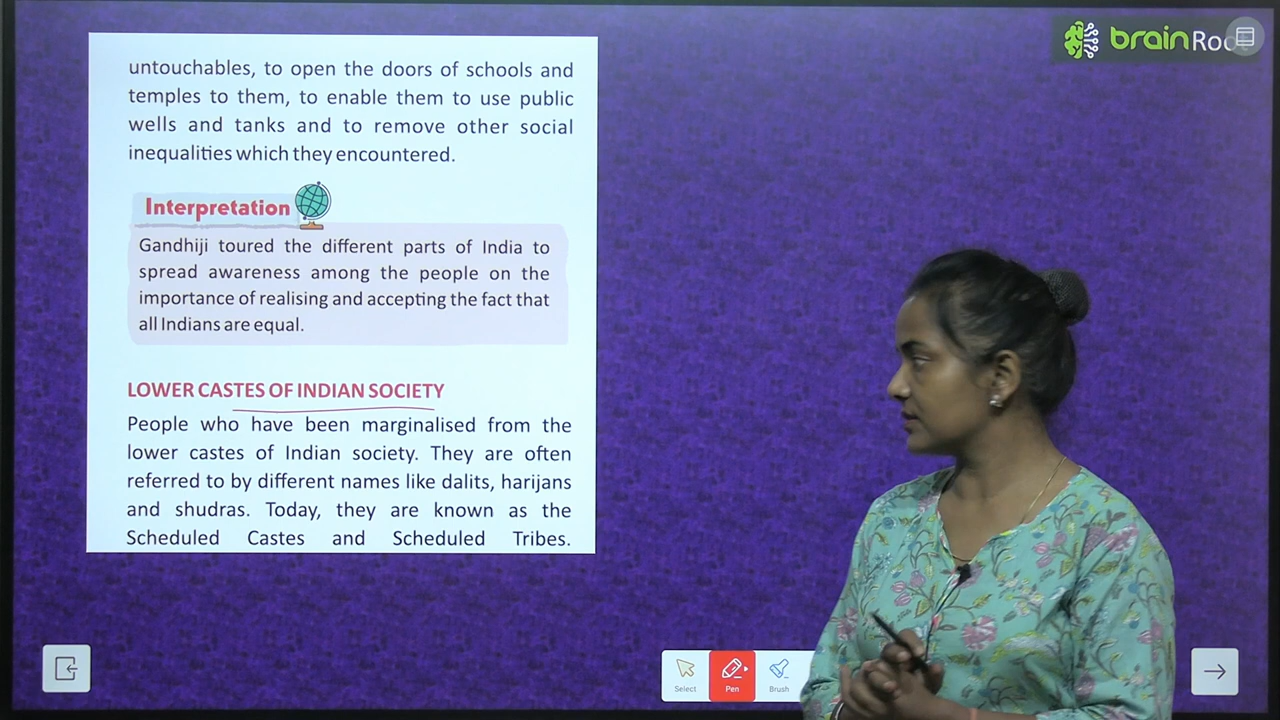 brainRoot
untouchables, to open the doors of schools and
temples to them, to enable them to use public
wells and tanks and to remove other social
inequalities which they encountered.
Interpretation
Gandhiji toured the different parts of India to
spread awareness among the people on the
importance of realising and accepting the fact that
all Indians are equal.
LOWER CASTES OF INDIAN SOCIETY
People who have been marginalised from the
lower castes of Indian society. They are often
referred to by different names like dalits, harijans
and shudras. Today, they are known as the
Scheduled Castes and Scheduled Tribes.
Select
Pen
Brush